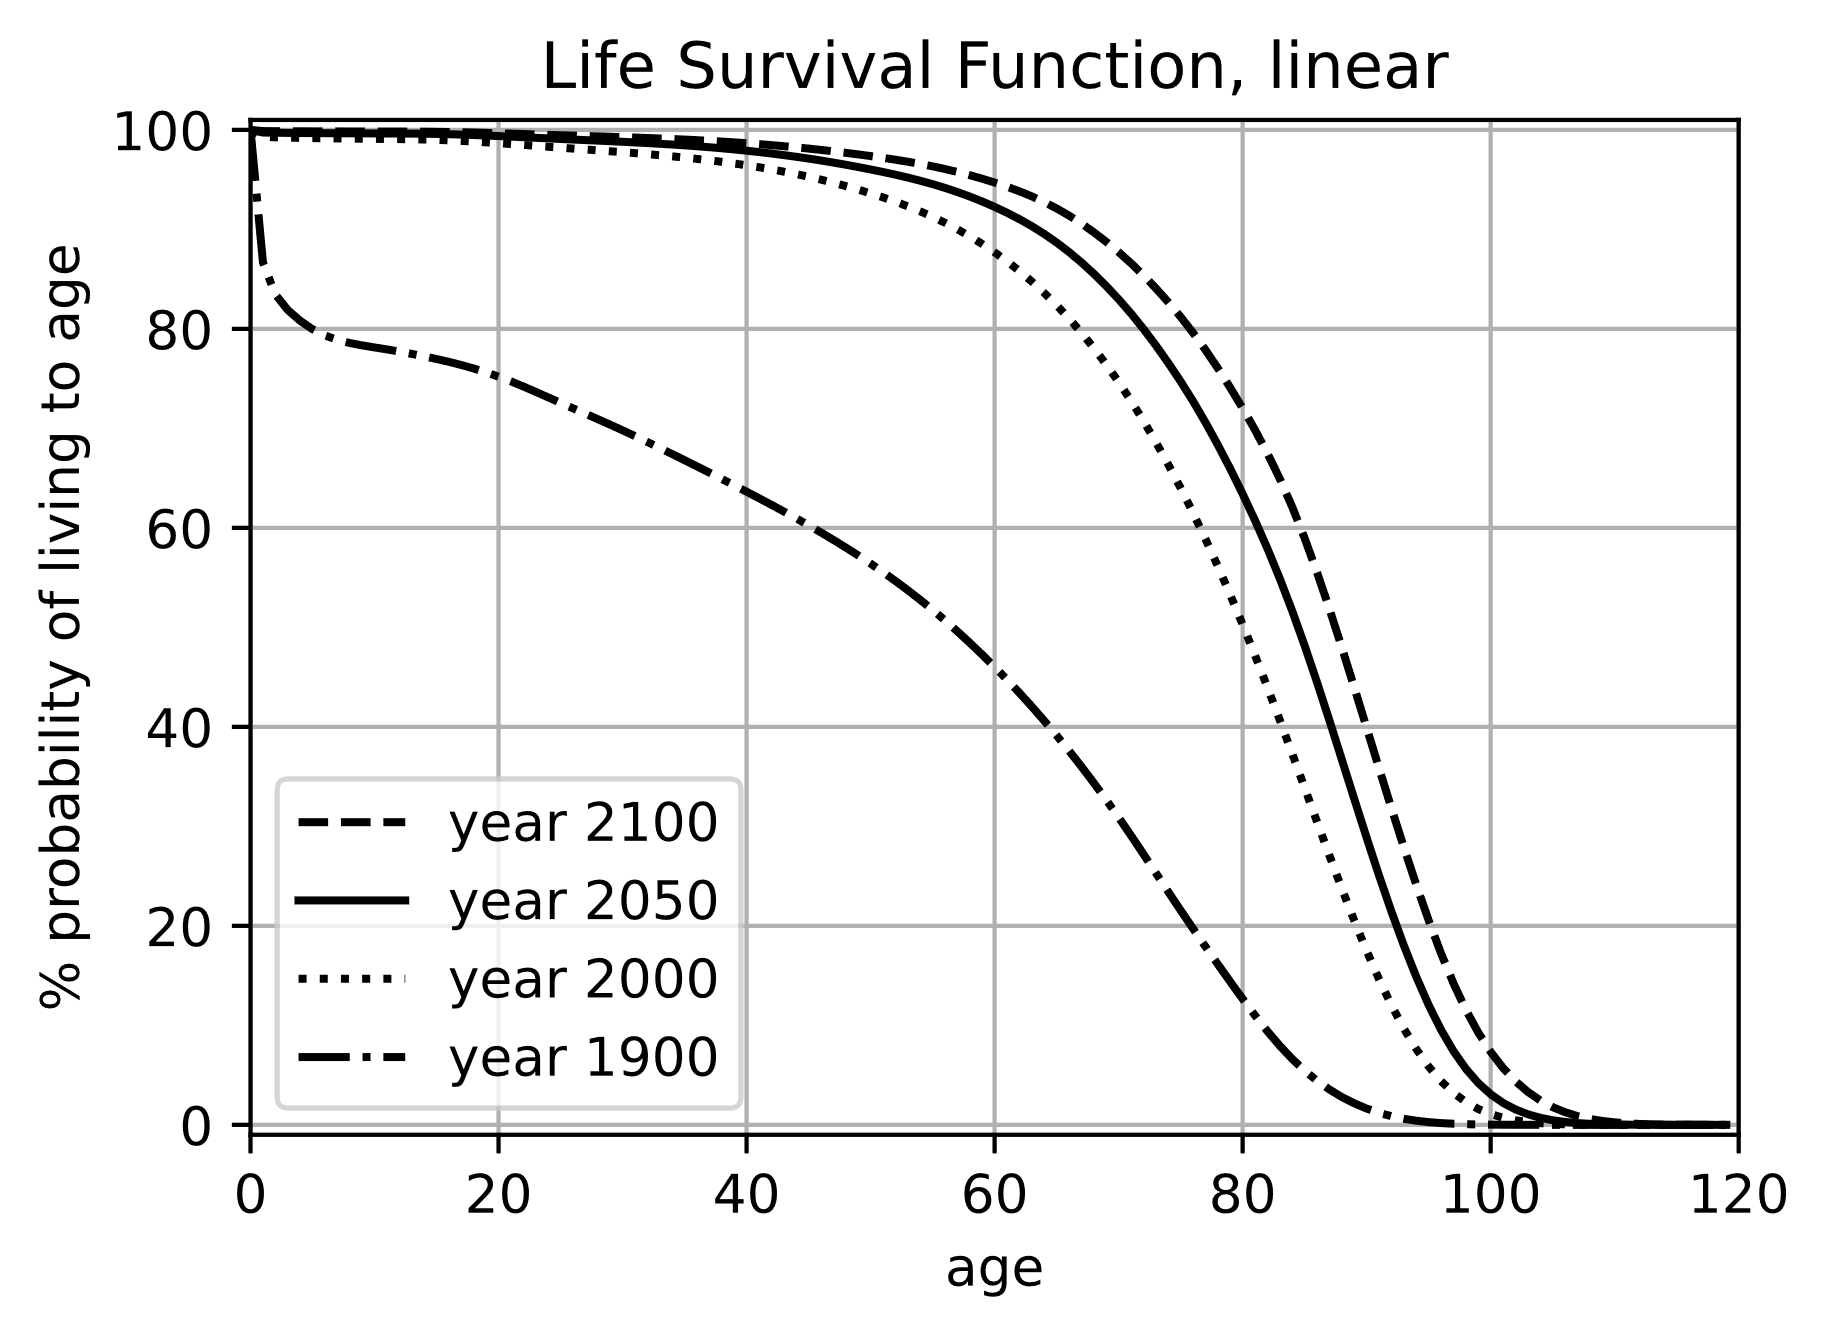 Life Survival Function, linear
% probability of living to age
100
80
60
40
20
0
year 2100
year 2050
year 2000
year 1900
0 20 40 60 80 100 120
age